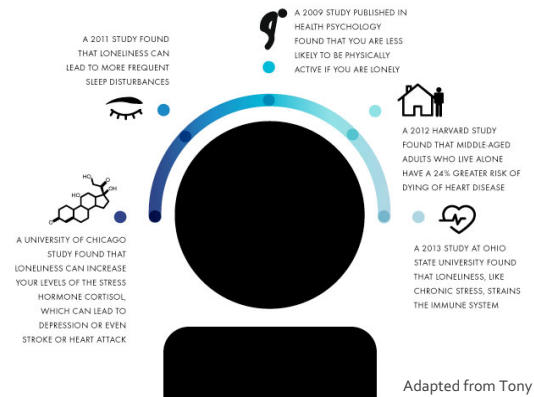 A 2011 STUDY FOUND
THAT LONELINESS CAN
LEAD TO MORE FREQUENT
SLEEP DISTURBANCES
A 2009 STUDY PUBLISHED IN
HEALTH PSYCHOLOGY
FOUND THAT YOU ARE LESS
LIKELY TO BE PHYSICALLY
ACTIVE IF YOU ARE LONELY
A 2012 HARVARD STUDY
FOUND THAT MIDDLE-AGED
ADULTS WHO LIVE ALONE
HAVE A 24% GREATER RISK OF
DYING OF HEART DISEASE
HO
O
OH
HO
O
A UNIVERSITY OF CHICAGO
STUDY FOUND THAT
LONELINESS CAN INCREASE
YOUR LEVELS OF THE STRESS
HORMONE CORTISOL,
WHICH CAN LEAD TO
DEPRESSION OR EVEN
STROKE OR HEART ATTACK
A 2013 STUDY AT OHIO
STATE UNIVERSITY FOUND
THAT LONELINESS, LIKE
CHRONIC STRESS, STRAINS
THE IMMUNE SYSTEM
Adapted from Tony